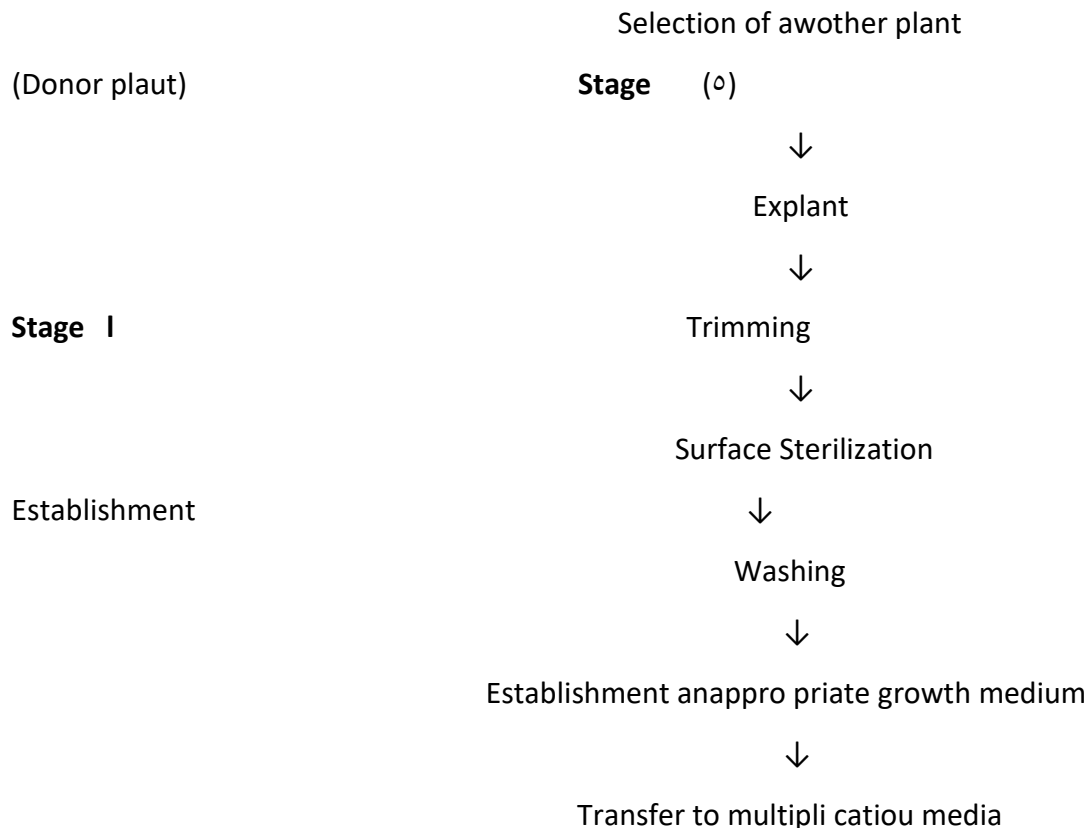 Selection of awother plant
(Donor plaut) Stage (٥)
↓
Explant
↓
Stage I Trimming
↓
Surface Sterilization
Establishment ↓
Washing
↓
Establishment anappro priate growth medium
↓
Transfer to multipli catiou media